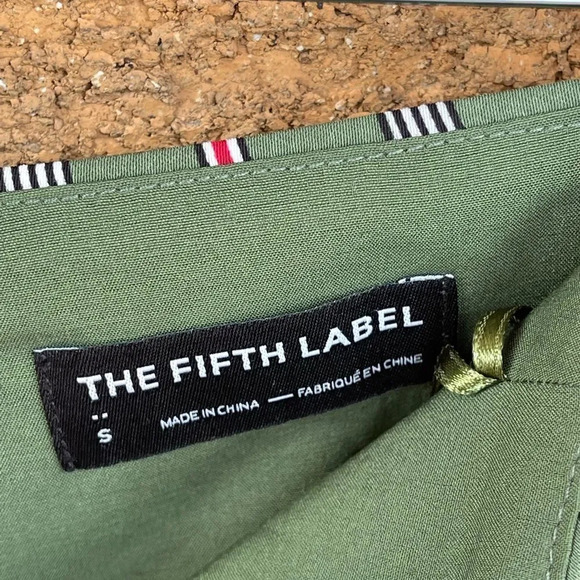 THE FIFTH LABEL
S
MADE IN CHINA — FABRIQUÉ EN CHINE